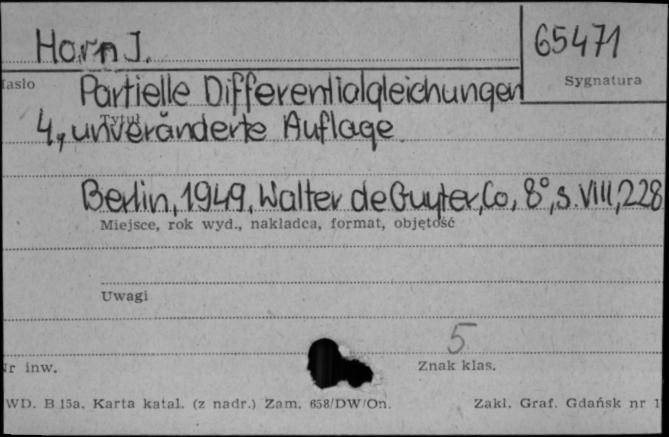 Horn J.
65471
Hasło
Sygnatura
Partielle Differentialgleichungen
Tytuł
4., unveränderte Auflage
Berlin, 1949, Walter de Gruyter, Co, 8°, s. VIII, 228
Miejsce, rok wyd., nakładca, format, objętość
Uwagi
5
Nr inw.
Znak klas.
WD. B 15a. Karta katal. (z nadr.) Zam. 658/DW/On.
Zakł. Graf. Gdańsk nr 1